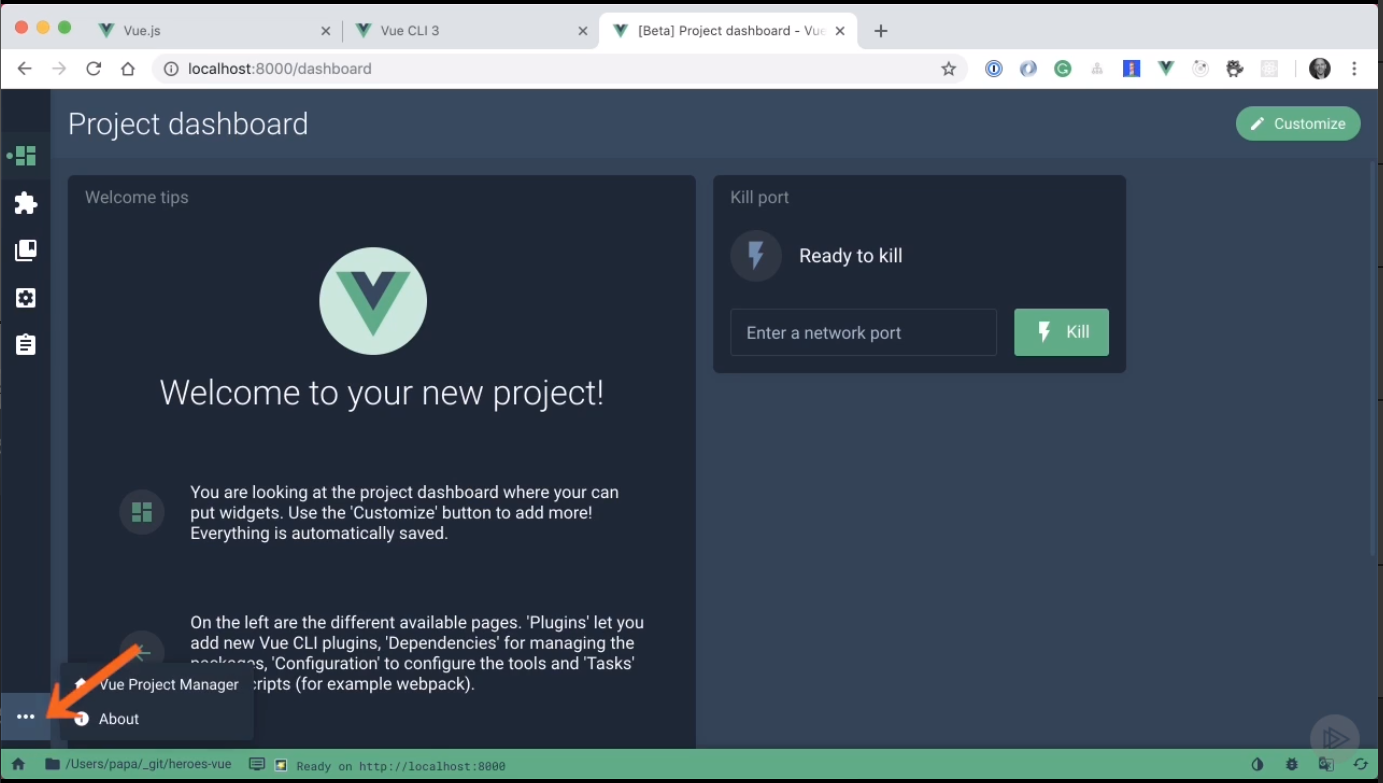 Vue.js
Vue CLI 3
[Beta] Project dashboard - Vue
localhost:8000/dashboard
Project dashboard
Customize
Welcome tips
Welcome to your new project!
You are looking at the project dashboard where your can
put widgets. Use the 'Customize' button to add more!
Everything is automatically saved.
On the left are the different available pages. 'Plugins' let you
add new Vue CLI plugins, 'Dependencies' for managing the
packages, 'Configuration' to configure the tools and 'Tasks'
cripts (for example webpack).
Kill port
Ready to kill
Enter a network port
Kill
Vue Project Manager
About
/Users/papa/_git/heroes-vue
Ready on http://localhost:8000